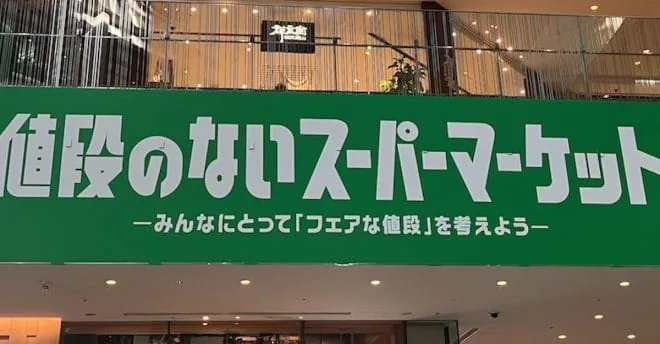 値段のないスーパーマーケット
―みんなにとって「フェアな値段」を考えよう―